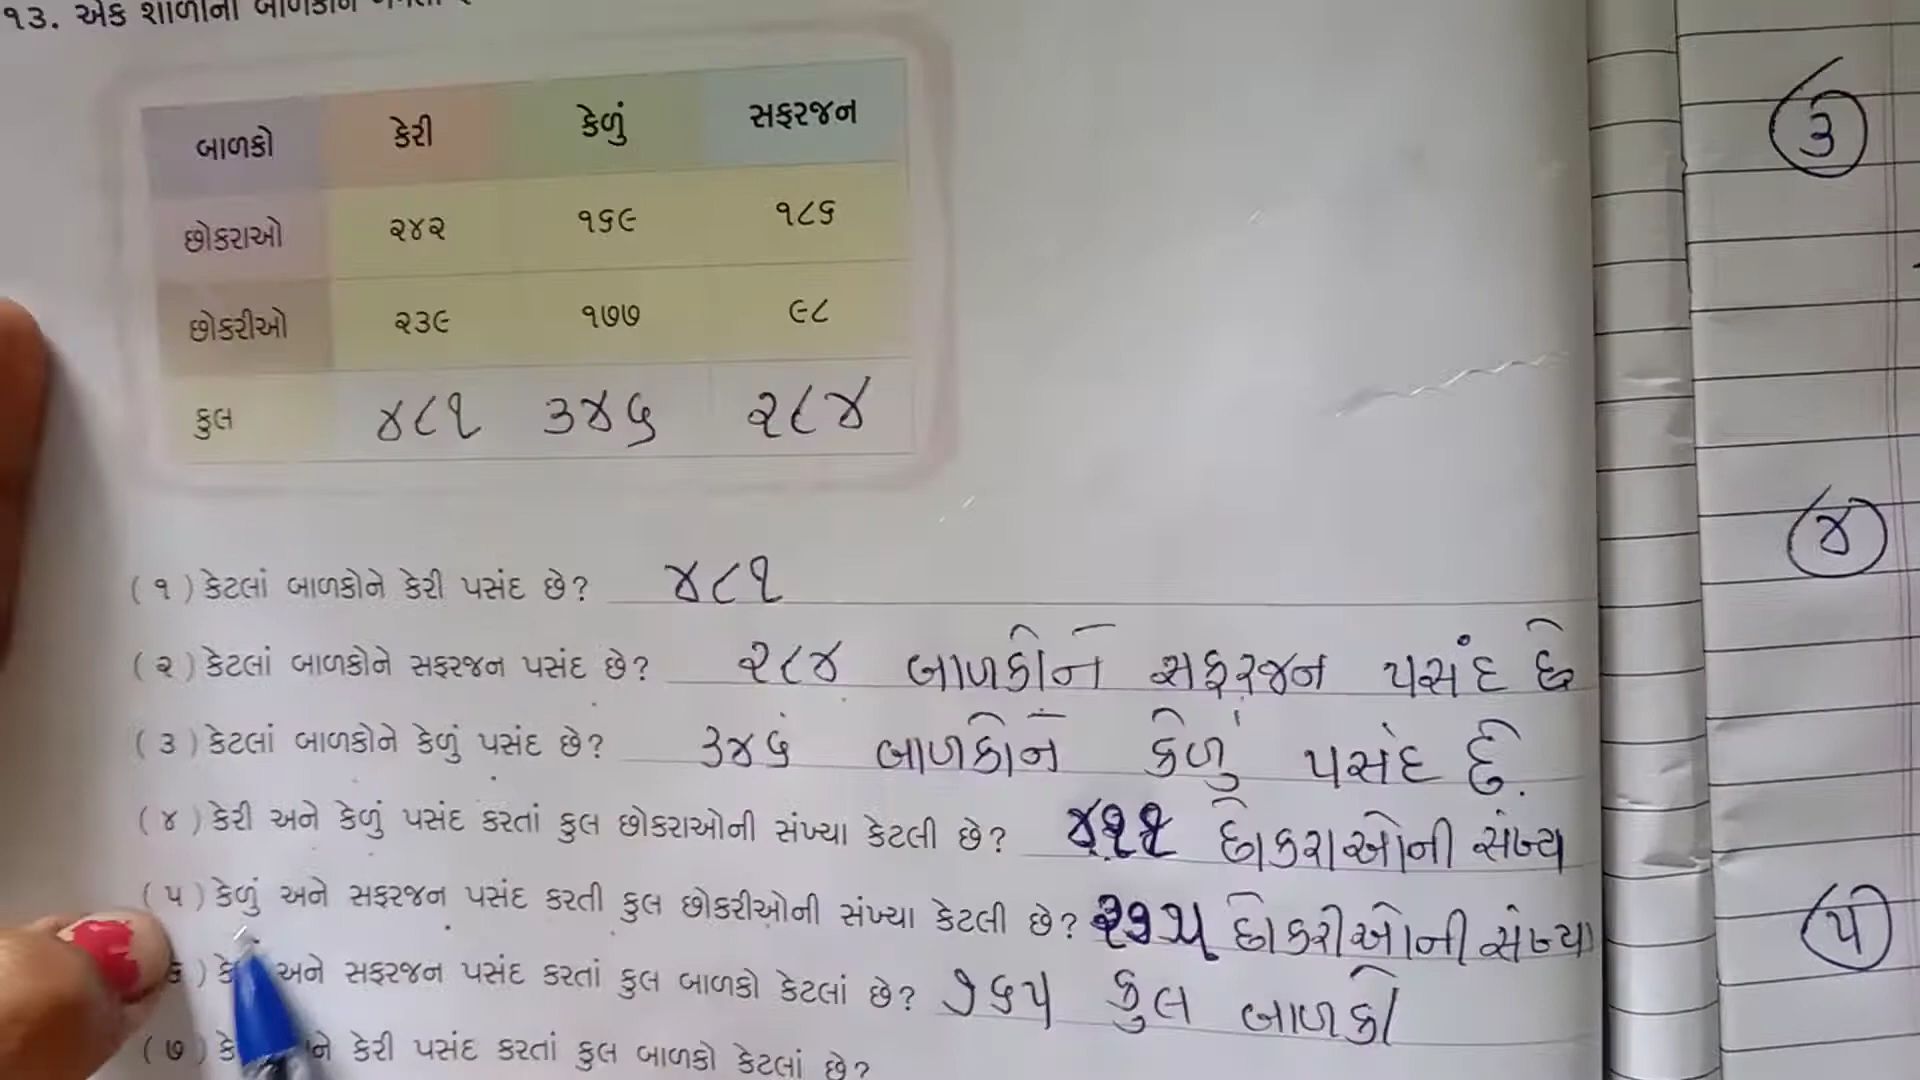 ૧૩. એક શાળાના બાળકોને
બાળકો કેરી કેળું સફરજન
છોકરાઓ ૨૪૨ ૧૬૯ ૧૮૬
છોકરીઓ ૨૩૯ ૧૭૭ ૯૮
કુલ ૪૮૧ ૩૪૬ ૨૮૪
(૧) કેટલાં બાળકોને કેરી પસંદ છે? ૪૮૧
(૨) કેટલાં બાળકોને સફરજન પસંદ છે? ૨૮૪ બાળકોને સફરજન પસંદ છે
(૩) કેટલાં બાળકોને કેળું પસંદ છે? ૩૪૬ બાળકોને કેળું પસંદ છે.
(૪) કેરી અને કેળું પસંદ કરતાં કુલ છોકરાઓની સંખ્યા કેટલી છે? ૪૧૧ છોકરાઓની સંખ્ય
(૫) કેળું અને સફરજન પસંદ કરતી કુલ છોકરીઓની સંખ્યા કેટલી છે? ૨૭૫ છોકરીઓની સંખ્યા
અને સફરજન પસંદ કરતાં કુલ બાળકો કેટલાં છે? ૭૬૫ કુલ બાળકો
(૭) કેરી પસંદ કરતાં કુલ બાળકો કેટલાં છે?
૩
૪
૫